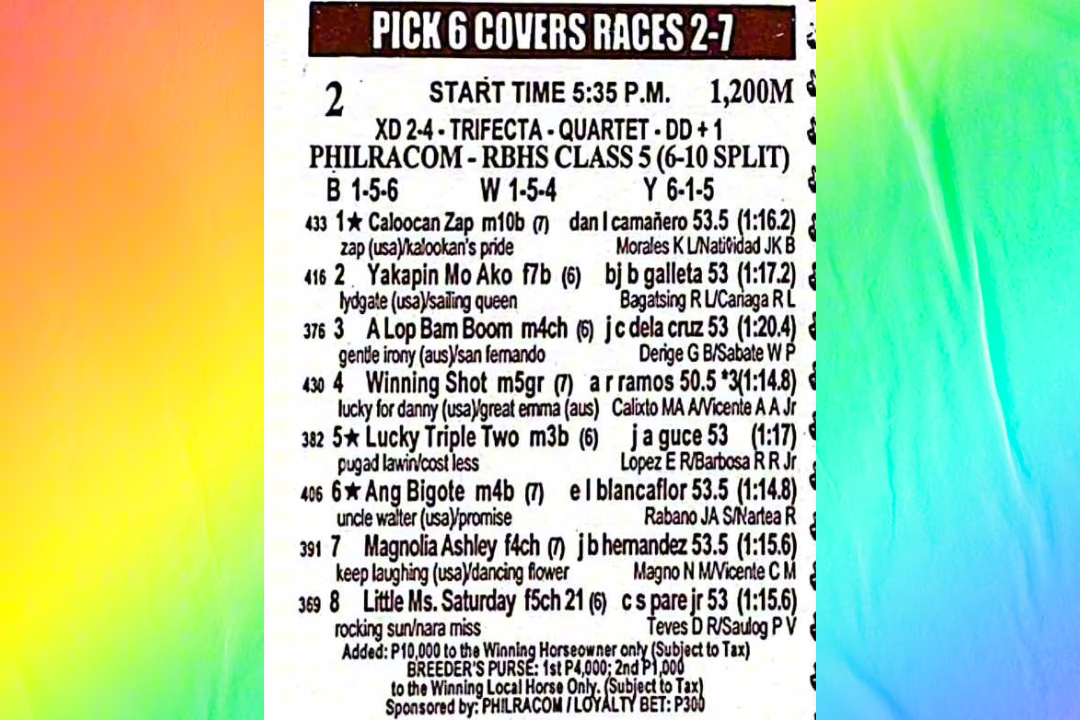 PICK 6 COVERS RACES 2-7
2 START TIME 5:35 P.M. 1,200M
XD 2-4 - TRIFECTA - QUARTET - DD + 1
PHILRACOM - RBHS CLASS 5 (6-10 SPLIT)
B 1-5-6 W 1-5-4 Y 6-1-5
433 1★ Caloocan Zap m10b (7) dan l camañero 53.5 (1:16.2)
zap (usa)/kalookan's pride Morales K L/Natividad JK B
416 2 Yakapin Mo Ako f7b (6) bj b galleta 53 (1:17.2)
lydgate (usa)/sailing queen Bagatsing R L/Cariaga R L
376 3 A Lop Bam Boom m4ch (6) j c dela cruz 53 (1:20.4)
gentle irony (aus)/san fernando Derige G B/Sabate W P
430 4 Winning Shot m5gr (7) a r ramos 50.5 *3(1:14.8)
lucky for danny (usa)/great emma (aus) Calixto MA A/Vicente A A Jr
382 5★ Lucky Triple Two m3b (6) j a guce 53 (1:17)
pugad lawin/cost less Lopez E R/Barbosa R R Jr
406 6★ Ang Bigote m4b (7) e l blancaflor 53.5 (1:14.8)
uncle walter (usa)/promise Rabano JA S/Nartea R
391 7 Magnolia Ashley f4ch (7) j b hernandez 53.5 (1:15.6)
keep laughing (usa)/dancing flower Magno N M/Vicente C M
369 8 Little Ms. Saturday f5ch 21 (6) c s pare jr 53 (1:15.6)
rocking sun/nara miss Teves D R/Saulog P V
Added: P10,000 to the Winning Horseowner only (Subject to Tax)
BREEDER'S PURSE: 1st P4,000; 2nd P1,000
to the Winning Local Horse Only. (Subject to Tax)
Sponsored by: PHILRACOM / LOYALTY BET: P300